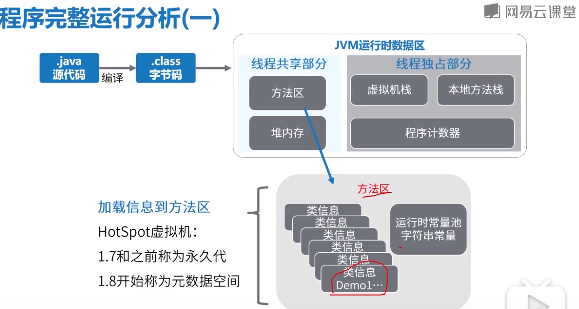 程序完整运行分析(一)
网易云课堂
JVM运行时数据区
.java
源代码
编译
.class
字节码
线程共享部分
线程独占部分
方法区
虚拟机栈
本地方法栈
堆内存
程序计数器
方法区
加载信息到方法区
HotSpot虚拟机：
1.7和之前称为永久代
1.8开始称为元数据空间
类信息
类信息
类信息
类信息
类信息
类信息
Demo1…
运行时常量池
字符串常量